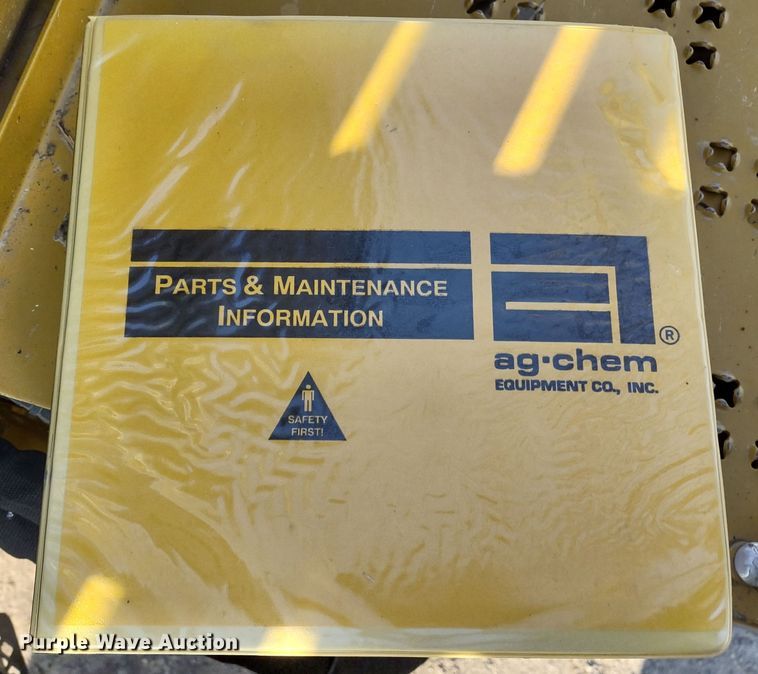 PARTS & MAINTENANCE
INFORMATION
®
ag·chem
EQUIPMENT CO., INC.
SAFETY
FIRST!
Purple Wave Auction